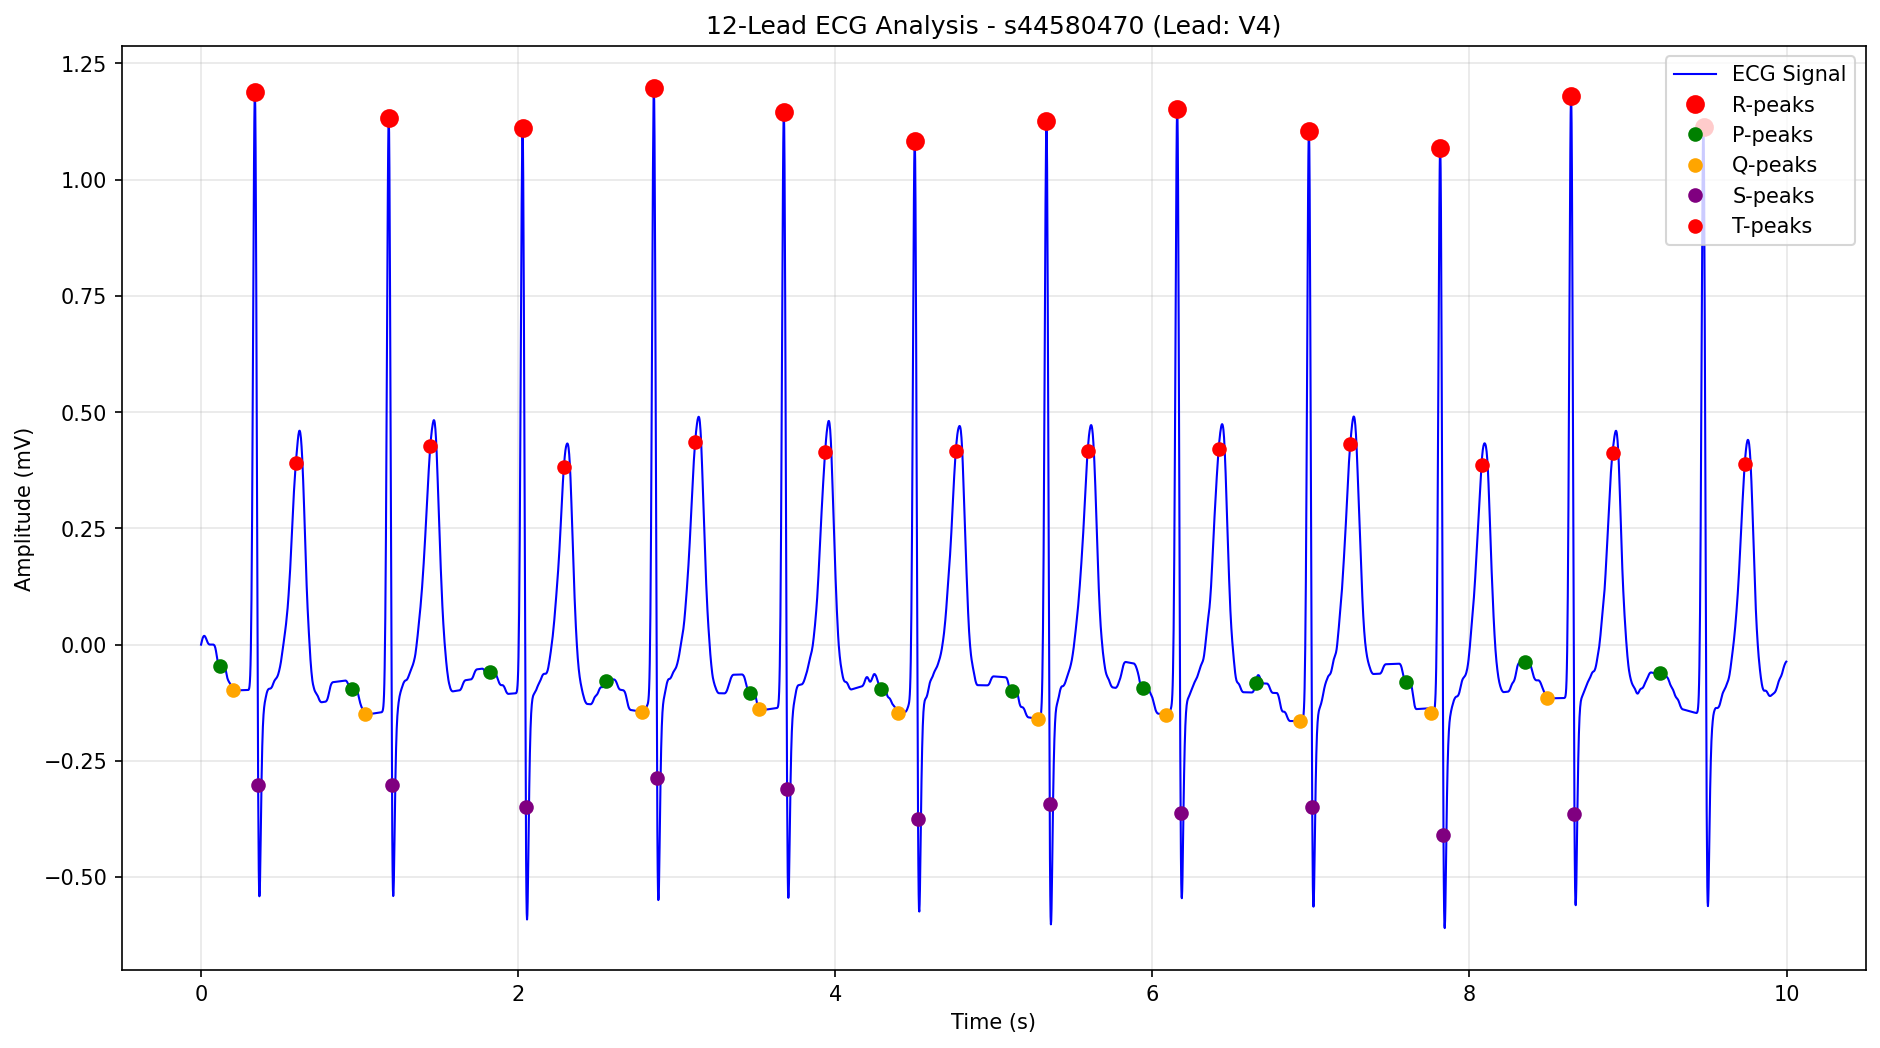 12-Lead ECG Analysis - s44580470 (Lead: V4)
ECG Signal
R-peaks
P-peaks
Q-peaks
S-peaks
T-peaks
Amplitude (mV)
1.25
1.00
0.75
0.50
0.25
0.00
−0.25
−0.50
0 2 4 6 8 10
Time (s)